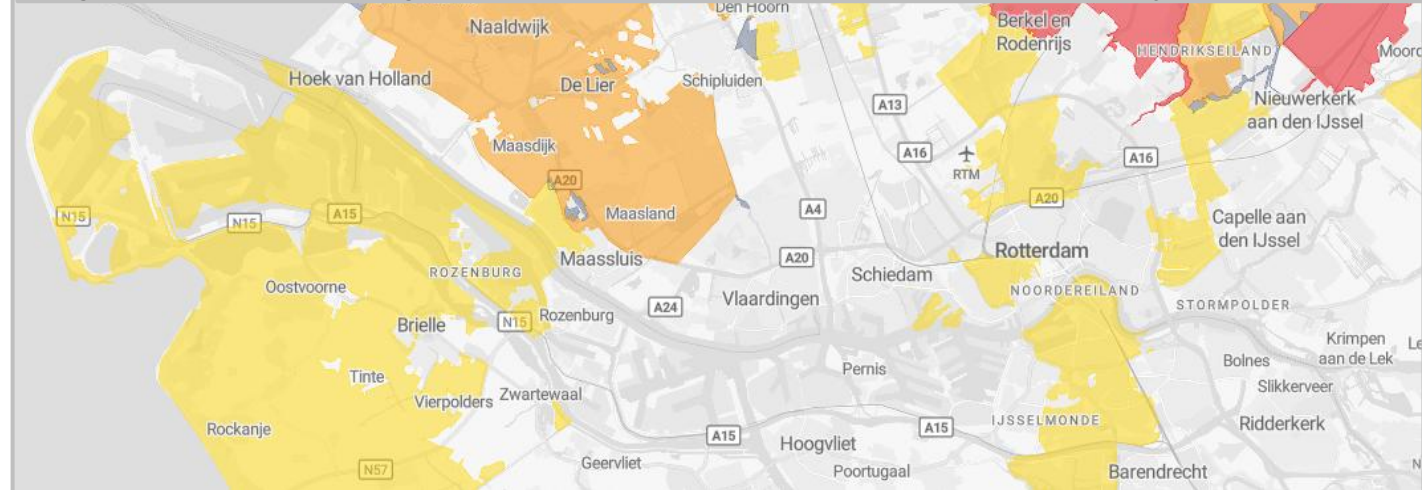 Den Hoorn
Naaldwijk
Berkel en
Rodenrijs
HENDRIKSEILAND
Moord
Hoek van Holland
De Lier
Schipluiden
A13
Nieuwerkerk
aan den IJssel
Maasdijk
A16
RTM
A16
A20
A20
N15
N15
A15
Maasland
A4
Capelle aan
den IJssel
Maassluis
A20
Rotterdam
ROZENBURG
Schiedam
Oostvoorne
NOORDEREILAND
Vlaardingen
A24
STORMPOLDER
Brielle
N15
Rozenburg
Krimpen
aan de Lek
Le
Bolnes
Pernis
Tinte
Slikkerveer
Vierpolders
Zwartewaal
Rockanje
A15
A15
IJSSELMONDE
Ridderkerk
Hoogvliet
Geervliet
N57
Poortugaal
Barendrecht
N